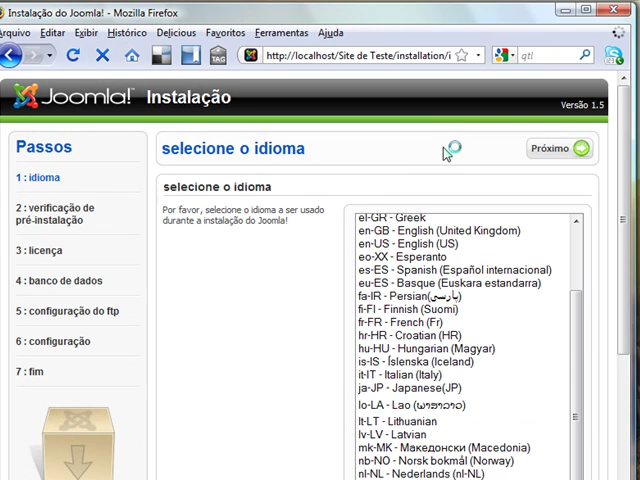 Instalação do Joomla! - Mozilla Firefox
Arquivo Editar Exibir Histórico Delicious Favoritos Ferramentas Ajuda
TAG http://localhost/Site de Teste/installation/i qtl
Joomla! Instalação
Versão 1.5
Passos
1 : idioma
2 : verificação de
pré-instalação
3 : licença
4 : banco de dados
5 : configuração do ftp
6 : configuração
7 : fim
selecione o idioma
Próximo
selecione o idioma
Por favor, selecione o idioma a ser usado
durante a instalação do Joomla!
el-GR - Greek
en-GB - English (United Kingdom)
en-US - English (US)
eo-XX - Esperanto
es-ES - Spanish (Español internacional)
eu-ES - Basque (Euskara estandarra)
fa-IR - Persian(پارسی)
fi-FI - Finnish (Suomi)
fr-FR - French (Fr)
hr-HR - Croatian (HR)
hu-HU - Hungarian (Magyar)
is-IS - Íslenska (Iceland)
it-IT - Italian (Italy)
ja-JP - Japanese(JP)
lo-LA - Lao (ພາສາລາວ)
lt-LT - Lithuanian
lv-LV - Latvian
mk-MK - Македонски (Macedonia)
nb-NO - Norsk bokmål (Norway)
nl-NL - Nederlands (nl-NL)